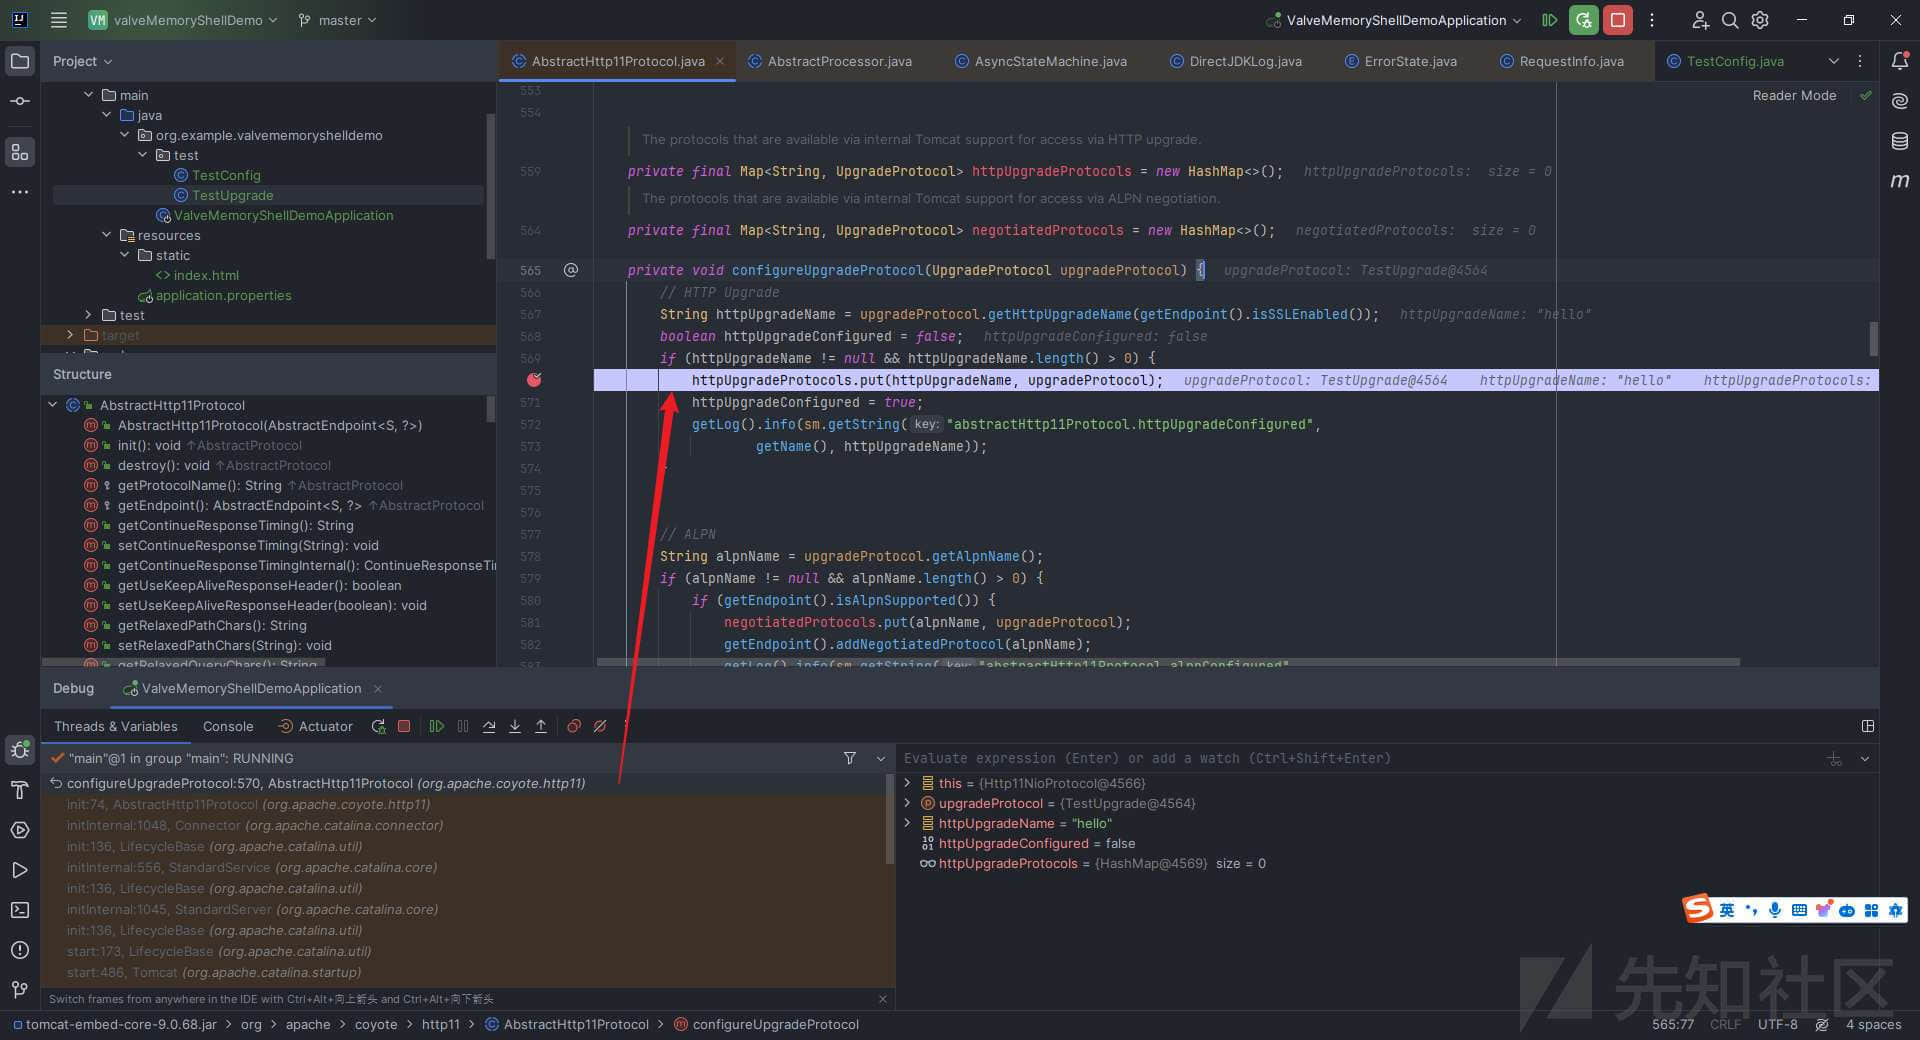 VM valveMemoryShellDemo master ValveMemoryShellDemoApplication
Project
main
java
org.example.valvememoryshelldemo
test
TestConfig
TestUpgrade
ValveMemoryShellDemoApplication
resources
static
index.html
application.properties
test
target
Structure
AbstractHttp11Protocol
AbstractHttp11Protocol(AbstractEndpoint<S, ?>)
init(): void ↑AbstractProtocol
destroy(): void ↑AbstractProtocol
getProtocolName(): String ↑AbstractProtocol
getEndpoint(): AbstractEndpoint<S, ?> ↑AbstractProtocol
getContinueResponseTiming(): String
setContinueResponseTiming(String): void
getContinueResponseTimingInternal(): ContinueResponseTi
getUseKeepAliveResponseHeader(): boolean
setUseKeepAliveResponseHeader(boolean): void
getRelaxedPathChars(): String
setRelaxedPathChars(String): void
getRelaxedQueryChars(): String
AbstractHttp11Protocol.java AbstractProcessor.java AsyncStateMachine.java DirectJDKLog.java ErrorState.java RequestInfo.java TestConfig.java
Reader Mode
553
554
The protocols that are available via internal Tomcat support for access via HTTP upgrade.
559 private final Map<String, UpgradeProtocol> httpUpgradeProtocols = new HashMap<>(); httpUpgradeProtocols: size = 0
The protocols that are available via internal Tomcat support for access via ALPN negotiation.
564 private final Map<String, UpgradeProtocol> negotiatedProtocols = new HashMap<>(); negotiatedProtocols: size = 0
565 @ private void configureUpgradeProtocol(UpgradeProtocol upgradeProtocol) { upgradeProtocol: TestUpgrade@4564
566 // HTTP Upgrade
567 String httpUpgradeName = upgradeProtocol.getHttpUpgradeName(getEndpoint().isSSLEnabled()); httpUpgradeName: "hello"
568 boolean httpUpgradeConfigured = false; httpUpgradeConfigured: false
569 if (httpUpgradeName != null && httpUpgradeName.length() > 0) {
httpUpgradeProtocols.put(httpUpgradeName, upgradeProtocol); upgradeProtocol: TestUpgrade@4564 httpUpgradeName: "hello" httpUpgradeProtocols:
571 httpUpgradeConfigured = true;
572 getLog().info(sm.getString( key: "abstractHttp11Protocol.httpUpgradeConfigured",
573 getName(), httpUpgradeName));
574
575
576
577 // ALPN
578 String alpnName = upgradeProtocol.getAlpnName();
579 if (alpnName != null && alpnName.length() > 0) {
580 if (getEndpoint().isAlpnSupported()) {
581 negotiatedProtocols.put(alpnName, upgradeProtocol);
582 getEndpoint().addNegotiatedProtocol(alpnName);
583 getLog().info(sm.getString( key: "abstractHttp11Protocol.alpnConfigured",
Debug ValveMemoryShellDemoApplication
Threads & Variables Console Actuator
"main"@1 in group "main": RUNNING
configureUpgradeProtocol:570, AbstractHttp11Protocol (org.apache.coyote.http11)
init:74, AbstractHttp11Protocol (org.apache.coyote.http11)
initInternal:1048, Connector (org.apache.catalina.connector)
init:136, LifecycleBase (org.apache.catalina.util)
initInternal:556, StandardService (org.apache.catalina.core)
init:136, LifecycleBase (org.apache.catalina.util)
initInternal:1045, StandardServer (org.apache.catalina.core)
init:136, LifecycleBase (org.apache.catalina.util)
start:173, LifecycleBase (org.apache.catalina.util)
start:486, Tomcat (org.apache.catalina.startup)
Switch frames from anywhere in the IDE with Ctrl+Alt+向上箭头 and Ctrl+Alt+向下箭头
Evaluate expression (Enter) or add a watch (Ctrl+Shift+Enter)
this = {Http11NioProtocol@4566}
upgradeProtocol = {TestUpgrade@4564}
httpUpgradeName = "hello"
httpUpgradeConfigured = false
httpUpgradeProtocols = {HashMap@4569} size = 0
英
先知社区
tomcat-embed-core-9.0.68.jar > org > apache > coyote > http11 > AbstractHttp11Protocol > configureUpgradeProtocol
565:77 CRLF UTF-8 4 spaces